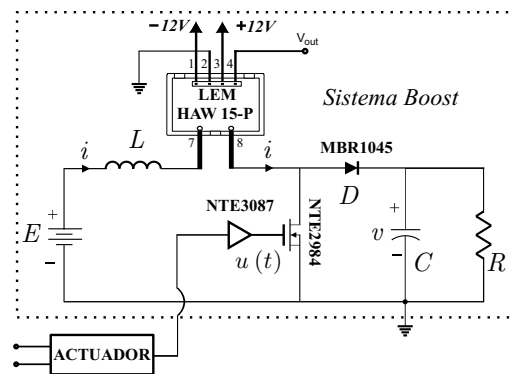 −12V +12V
1 2 3 4
V_out
LEM
HAW 15-P
Sistema Boost
7 8
i L i
MBR1045
D
NTE3087
NTE2984
+ E −
u (t)
+ v −
C
R
ACTUADOR